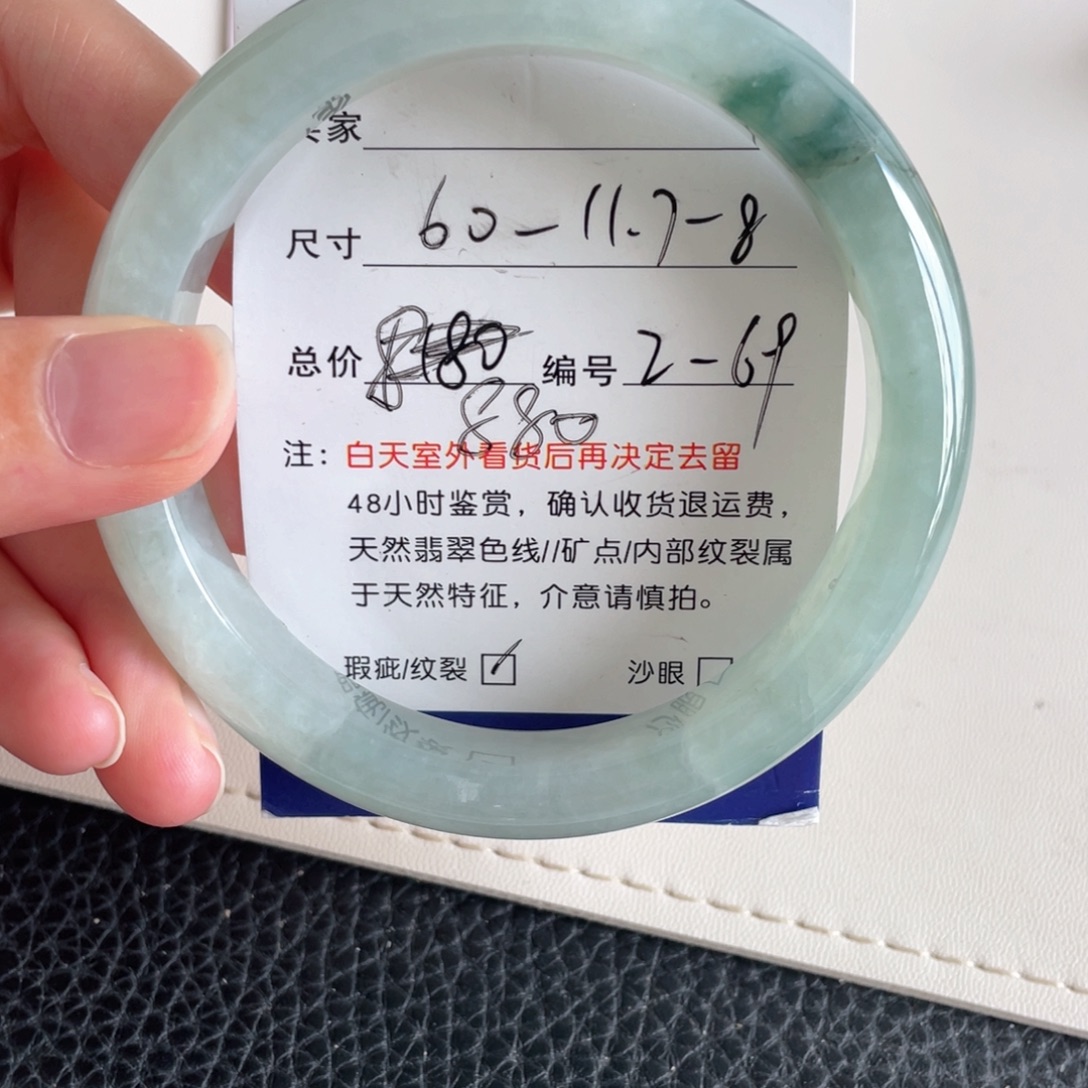 家
尺寸 60-11.7-8
总价 180 编号 2-69
880
注：白天室外看货后再决定去留
48小时鉴赏，确认收货退运费，
天然翡翠色线//矿点/内部纹裂属
于天然特征，介意请慎拍。
瑕疵/纹裂 沙眼